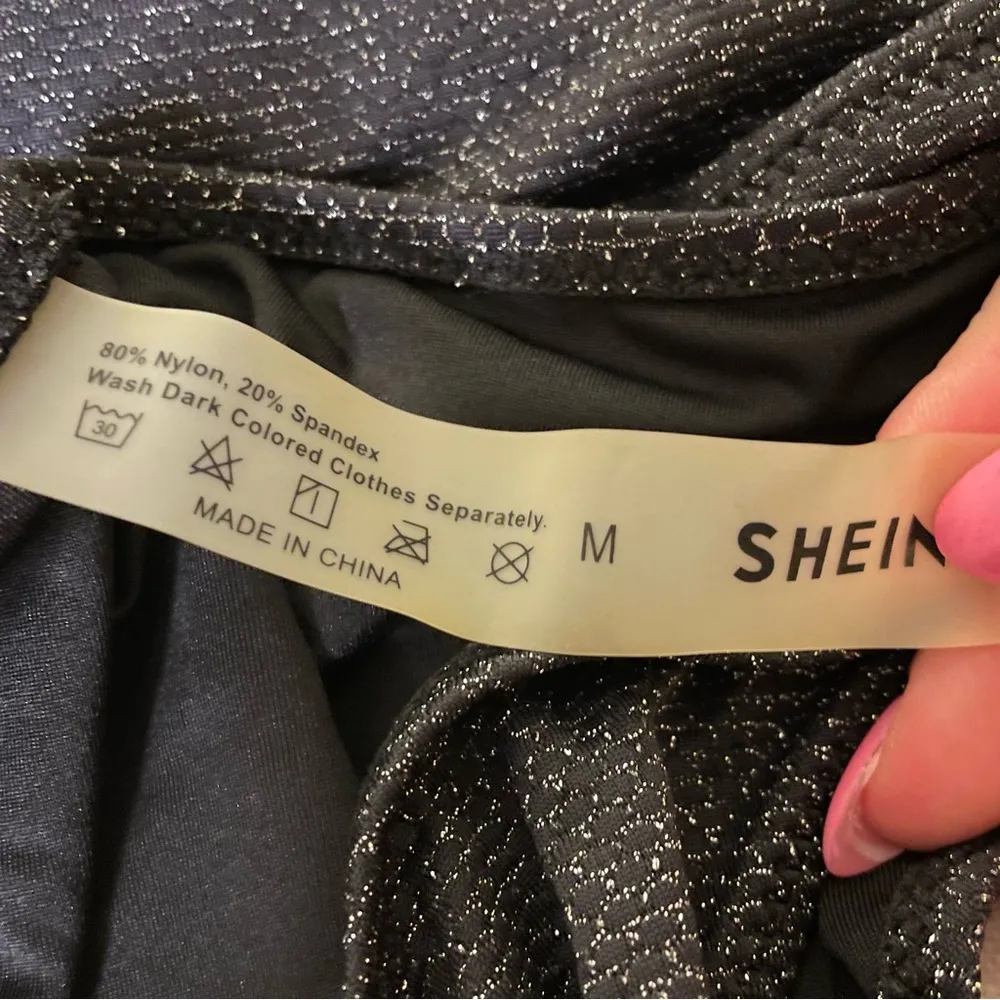 80% Nylon, 20% Spandex
Wash Dark Colored Clothes Separately.
30
MADE IN CHINA
M
SHEIN